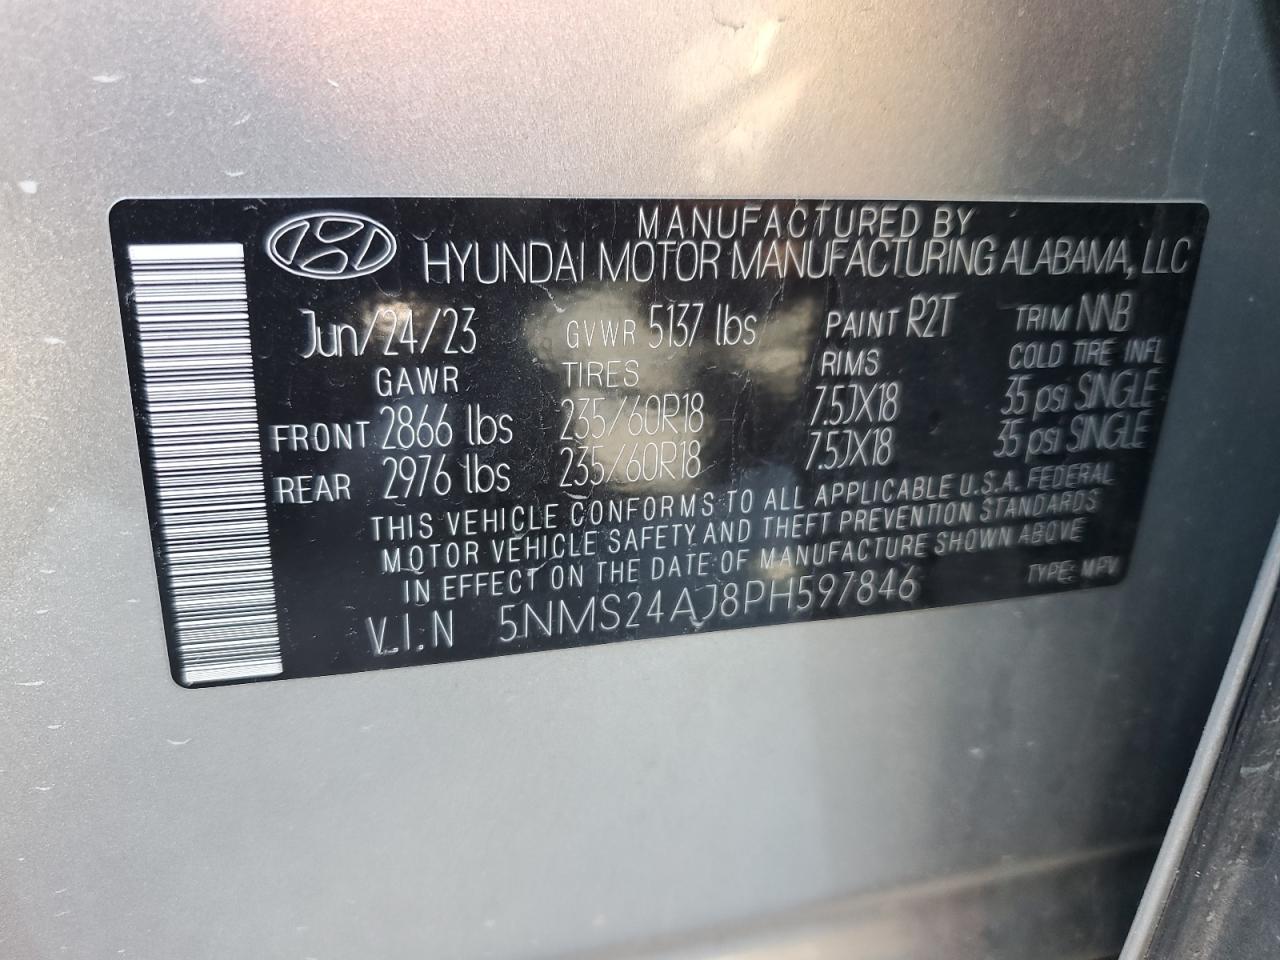 MANUFACTURED BY
HYUNDAI MOTOR MANUFACTURING ALABAMA, LLC
Jun/24/23 GVWR 5137 lbs PAINT R2T TRIM NNB
GAWR TIRES RIMS COLD TIRE INFL
FRONT 2866 lbs 235/60R18 7.5JX18 35 psi SINGLE
REAR 2976 lbs 235/60R18 7.5JX18 35 psi SINGLE
THIS VEHICLE CONFORMS TO ALL APPLICABLE U.S.A. FEDERAL
MOTOR VEHICLE SAFETY AND THEFT PREVENTION STANDARDS
IN EFFECT ON THE DATE OF MANUFACTURE SHOWN ABOVE
V.I.N 5NMS24AJ8PH597846 TYPE: MPV